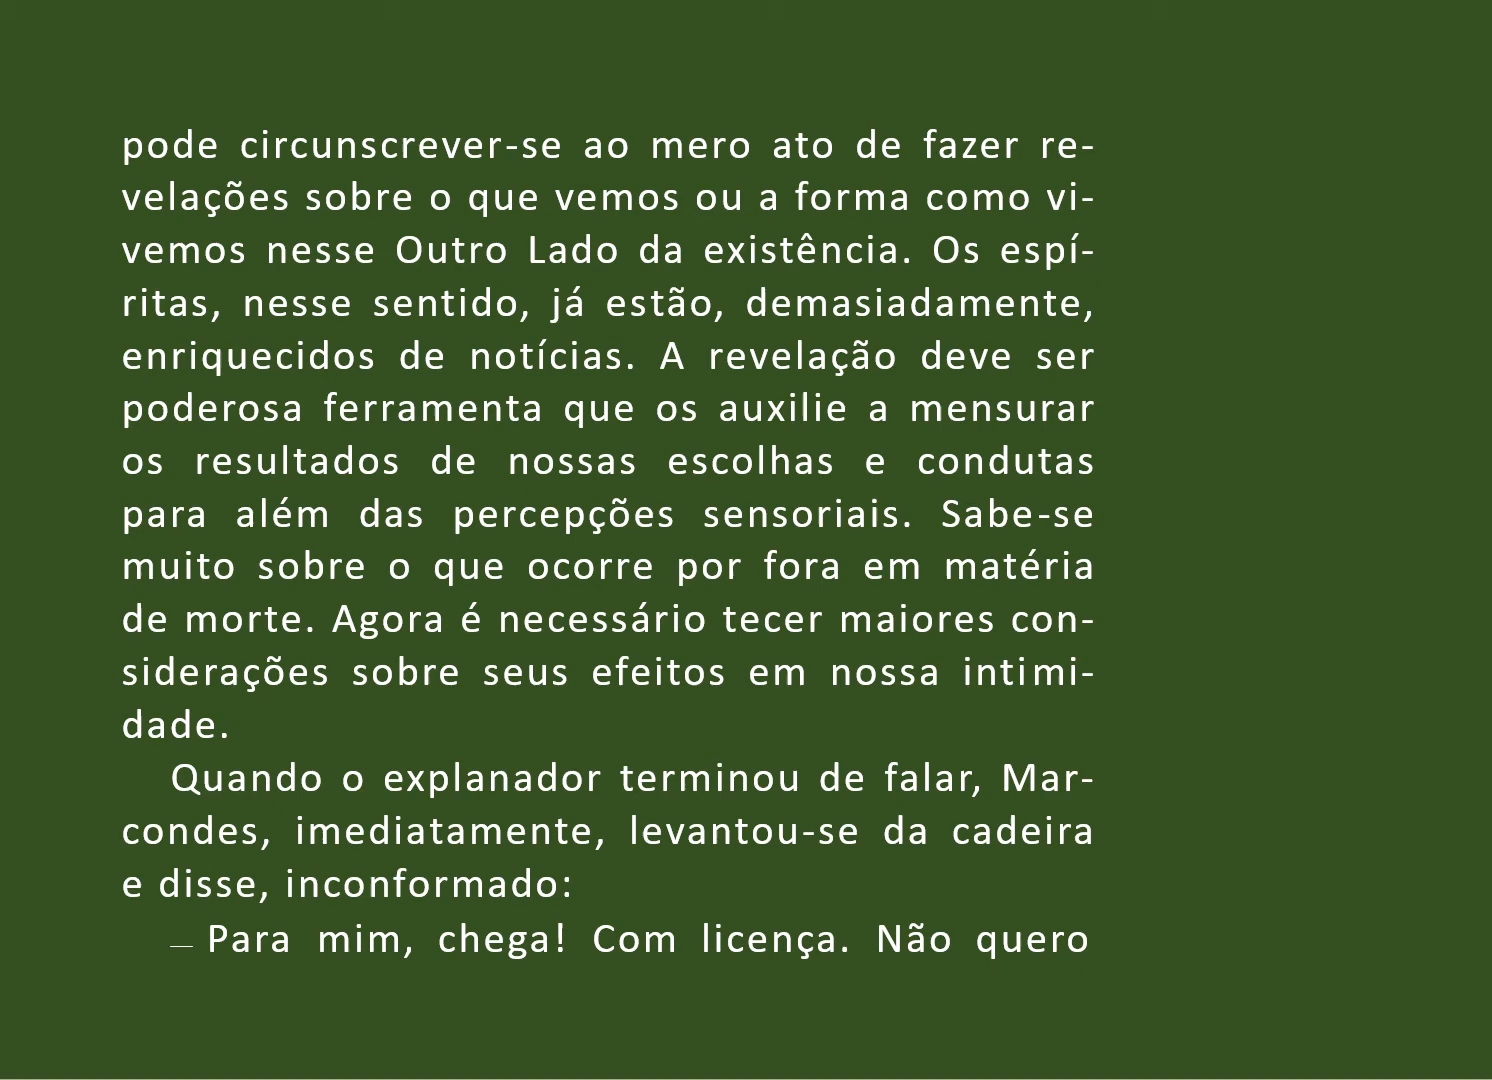 pode circunscrever-se ao mero ato de fazer re-
velações sobre o que vemos ou a forma como vi-
vemos nesse Outro Lado da existência. Os espí-
ritas, nesse sentido, já estão, demasiadamente,
enriquecidos de notícias. A revelação deve ser
poderosa ferramenta que os auxilie a mensurar
os resultados de nossas escolhas e condutas
para além das percepções sensoriais. Sabe-se
muito sobre o que ocorre por fora em matéria
de morte. Agora é necessário tecer maiores con-
siderações sobre seus efeitos em nossa intimi-
dade.
Quando o explanador terminou de falar, Mar-
condes, imediatamente, levantou-se da cadeira
e disse, inconformado:
— Para mim, chega! Com licença. Não quero